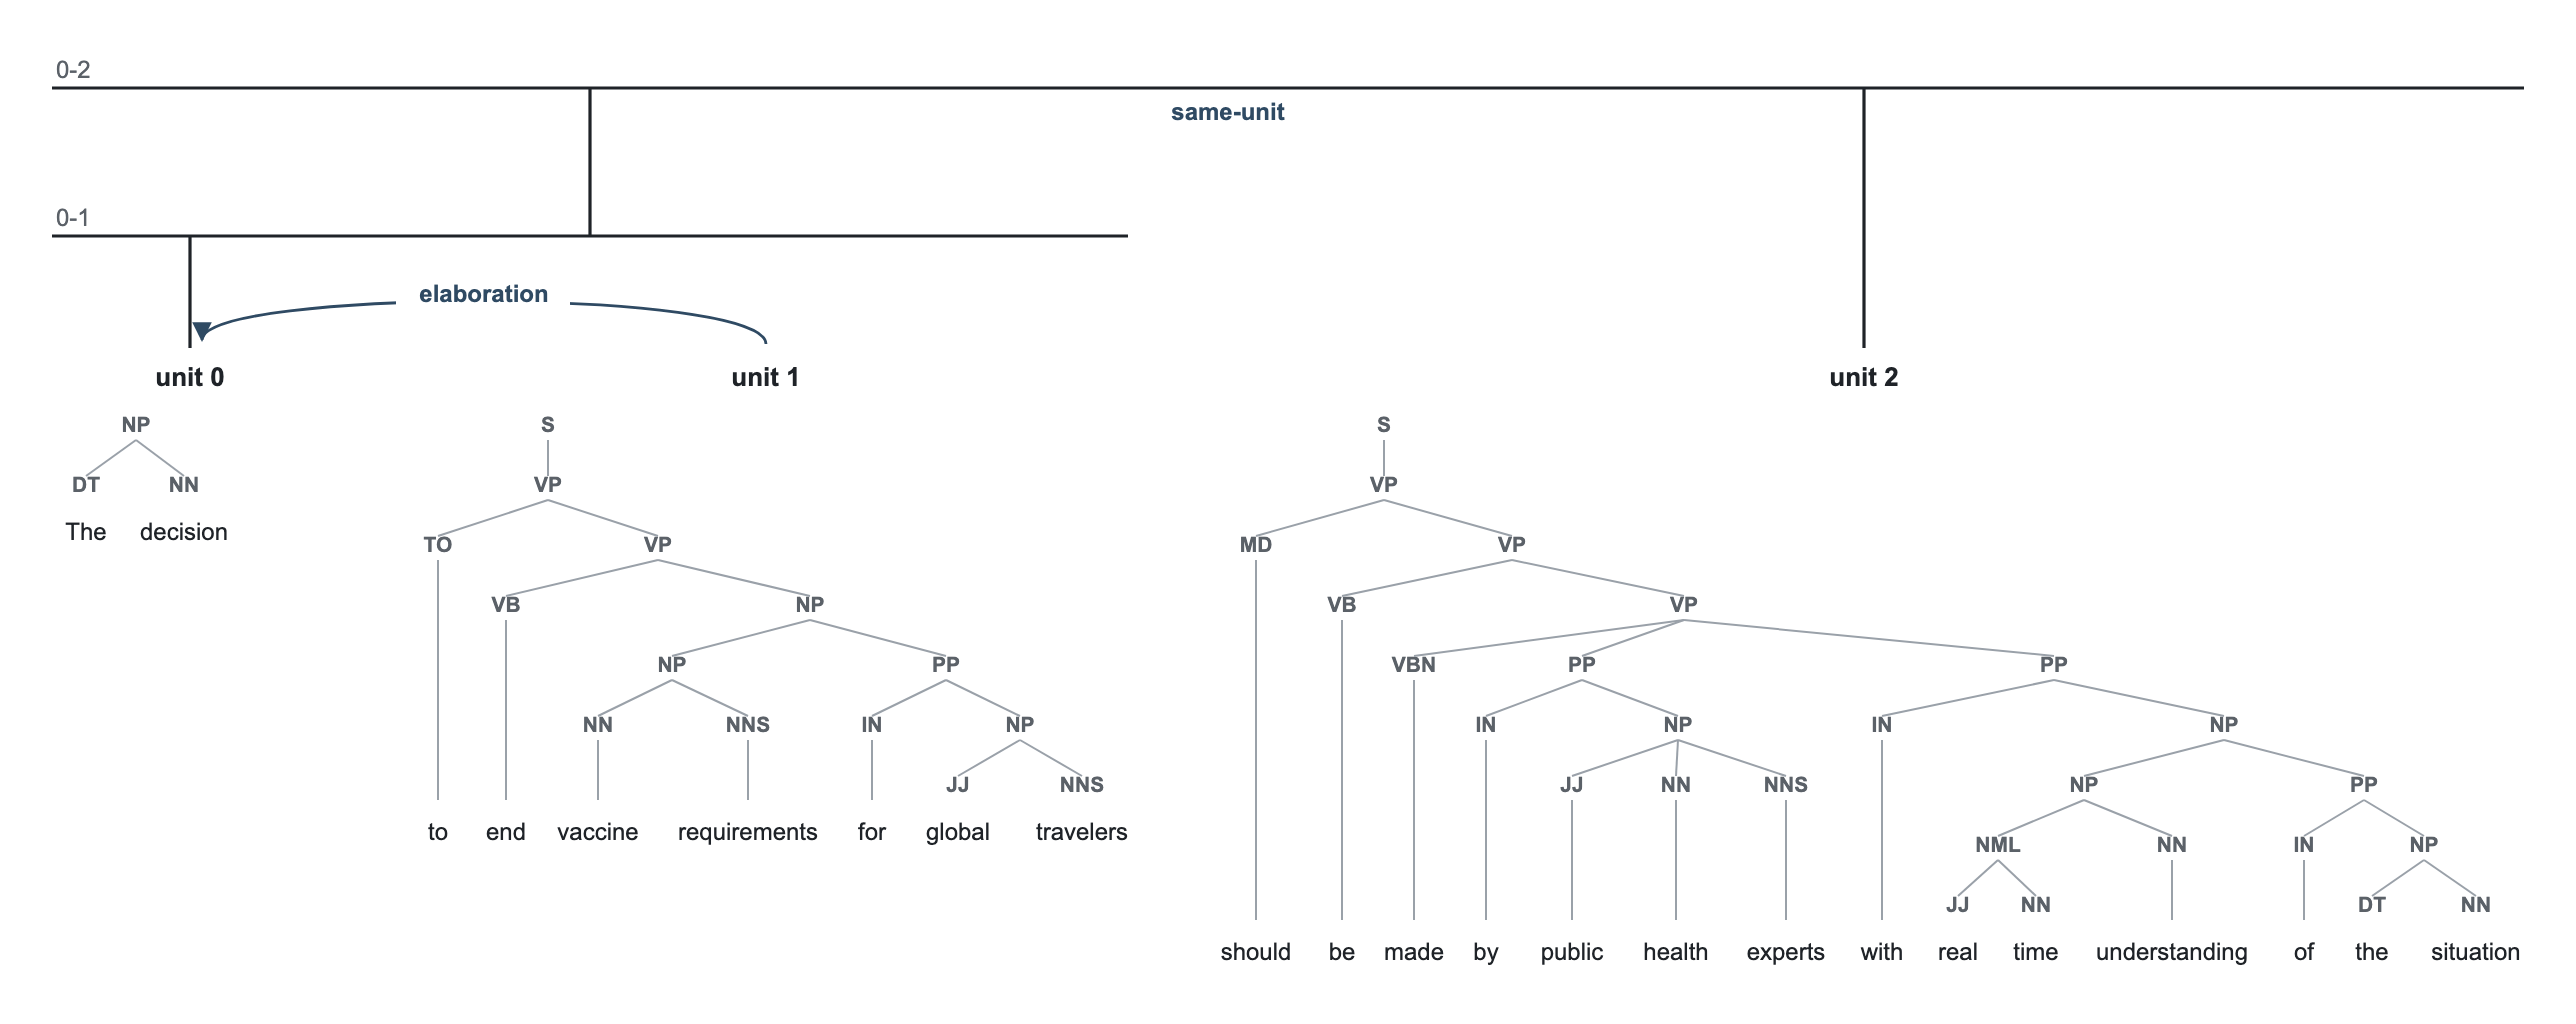 0-2
same-unit
0-1
elaboration
unit 0 unit 1 unit 2
NP S S
DT NN VP VP
The decision TO VP MD VP
VB NP VB VP
NP PP VBN PP PP
NN NNS IN NP IN NP IN NP
JJ NNS JJ NN NNS NP PP
to end vaccine requirements for global travelers NML NN IN NP
JJ NN DT NN
should be made by public health experts with real time understanding of the situation